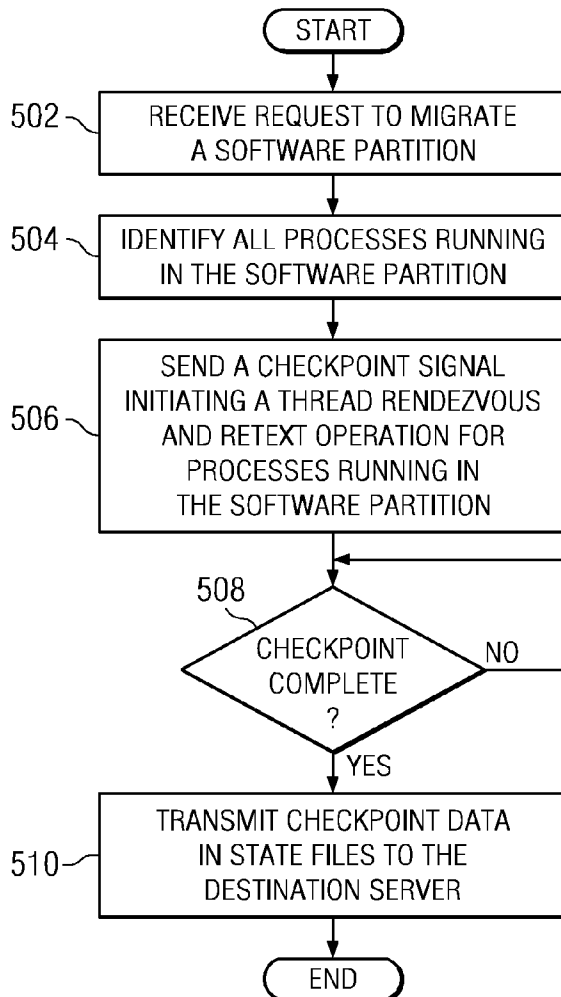 START
502
RECEIVE REQUEST TO MIGRATE
A SOFTWARE PARTITION
504
IDENTIFY ALL PROCESSES RUNNING
IN THE SOFTWARE PARTITION
506
SEND A CHECKPOINT SIGNAL
INITIATING A THREAD RENDEZVOUS
AND RETEXT OPERATION FOR
PROCESSES RUNNING IN
THE SOFTWARE PARTITION
508
CHECKPOINT
COMPLETE
?
NO
YES
510
TRANSMIT CHECKPOINT DATA
IN STATE FILES TO THE
DESTINATION SERVER
END